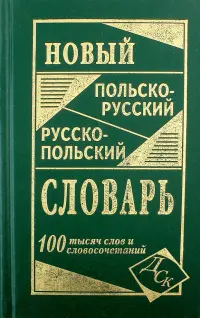 НОВЫЙ
ПОЛЬСКО-
РУССКИЙ
РУССКО-
ПОЛЬСКИЙ
СЛОВАРЬ
100 тысяч слов и
словосочетаний
ДСК